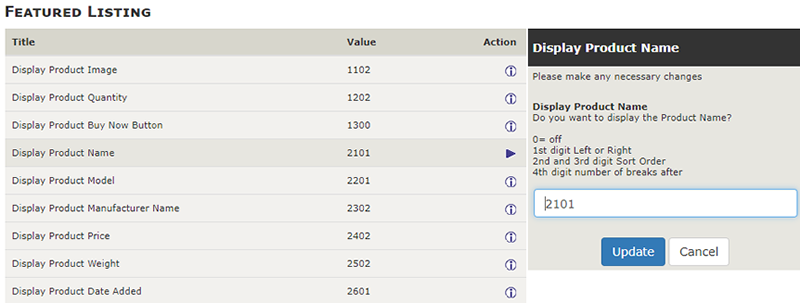 FEATURED LISTING
Title Value Action
Display Product Image 1102
Display Product Quantity 1202
Display Product Buy Now Button 1300
Display Product Name 2101
Display Product Model 2201
Display Product Manufacturer Name 2302
Display Product Price 2402
Display Product Weight 2502
Display Product Date Added 2601
Display Product Name
Please make any necessary changes
Display Product Name
Do you want to display the Product Name?
0= off
1st digit Left or Right
2nd and 3rd digit Sort Order
4th digit number of breaks after
2101
Update Cancel